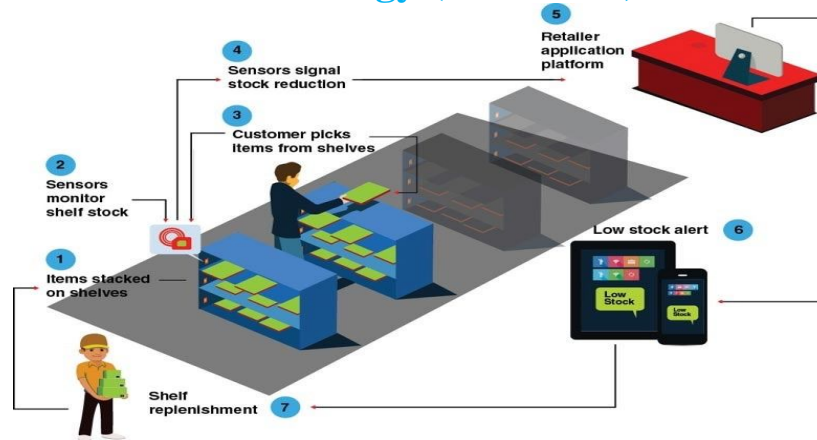 1
Items stacked
on shelves
2
Sensors
monitor
shelf stock
3
Customer picks
items from shelves
4
Sensors signal
stock reduction
5
Retailer
application
platform
Low stock alert 6
Low
Stock
Low
Stock
Shelf
replenishment 7